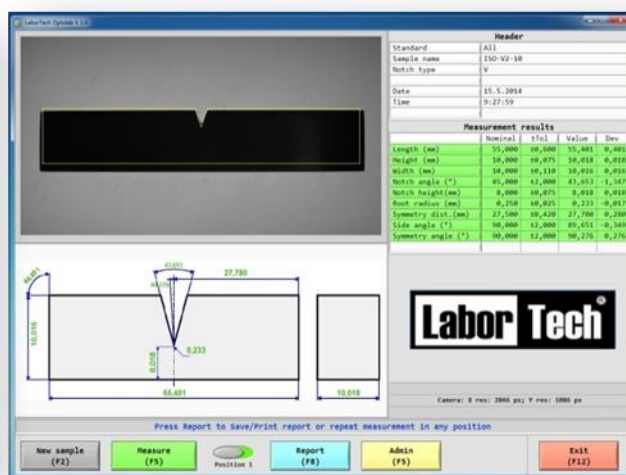 LaborTech Optilab V 3.0
Header
Standard All
Sample name ISO-V2-10
Notch type V
Date 15.5.2014
Time 9:27:59
Measurement results
Nominal ±Tol Value Dev
Length (mm) 55,000 ±0,600 55,401 0,401
Height (mm) 10,000 ±0,075 10,018 0,018
Width (mm) 10,000 ±0,110 10,016 0,016
Notch angle (°) 45,000 ±2,000 43,653 -1,347
Notch height(mm) 8,000 ±0,075 8,018 0,018
Root radius (mm) 0,250 ±0,025 0,233 -0,017
Symmetry dist.(mm) 27,500 ±0,420 27,780 0,280
Side angle (°) 90,000 ±2,000 89,651 -0,349
Symmetry angle (°) 90,000 ±2,000 90,276 0,276
27,780
10,016
0,233
8,018
55,401
10,018
Labor Tech®
Camera: X res: 2046 px; Y res: 1086 px
Press Report to Save/Print report or repeat measurement in any position
New sample
(F2)
Measure
(F5)
Position 1
Report
(F8)
Admin
(F5)
Exit
(F12)